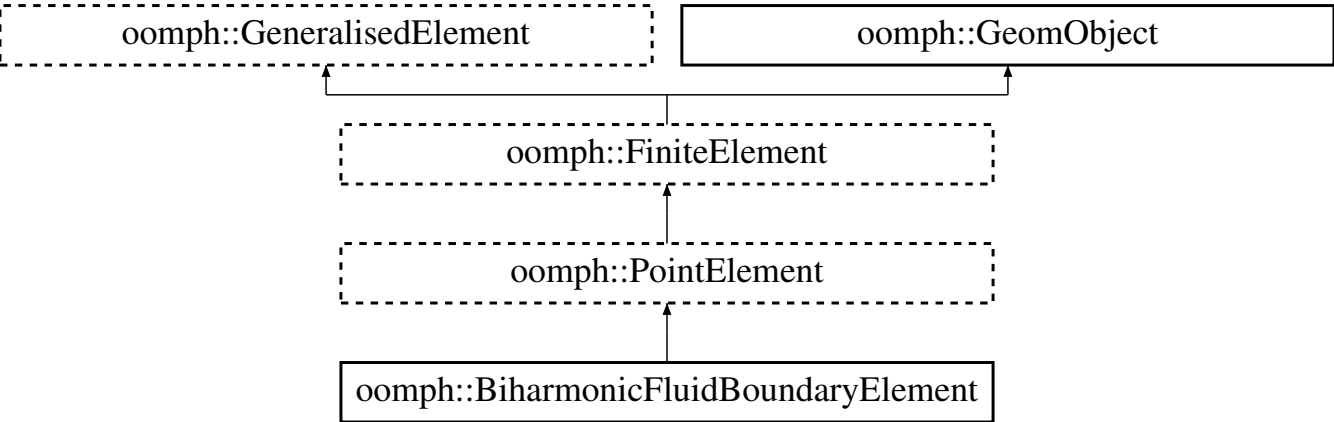 oomph::GeneralisedElement
oomph::GeomObject
oomph::FiniteElement
oomph::PointElement
oomph::BiharmonicFluidBoundaryElement